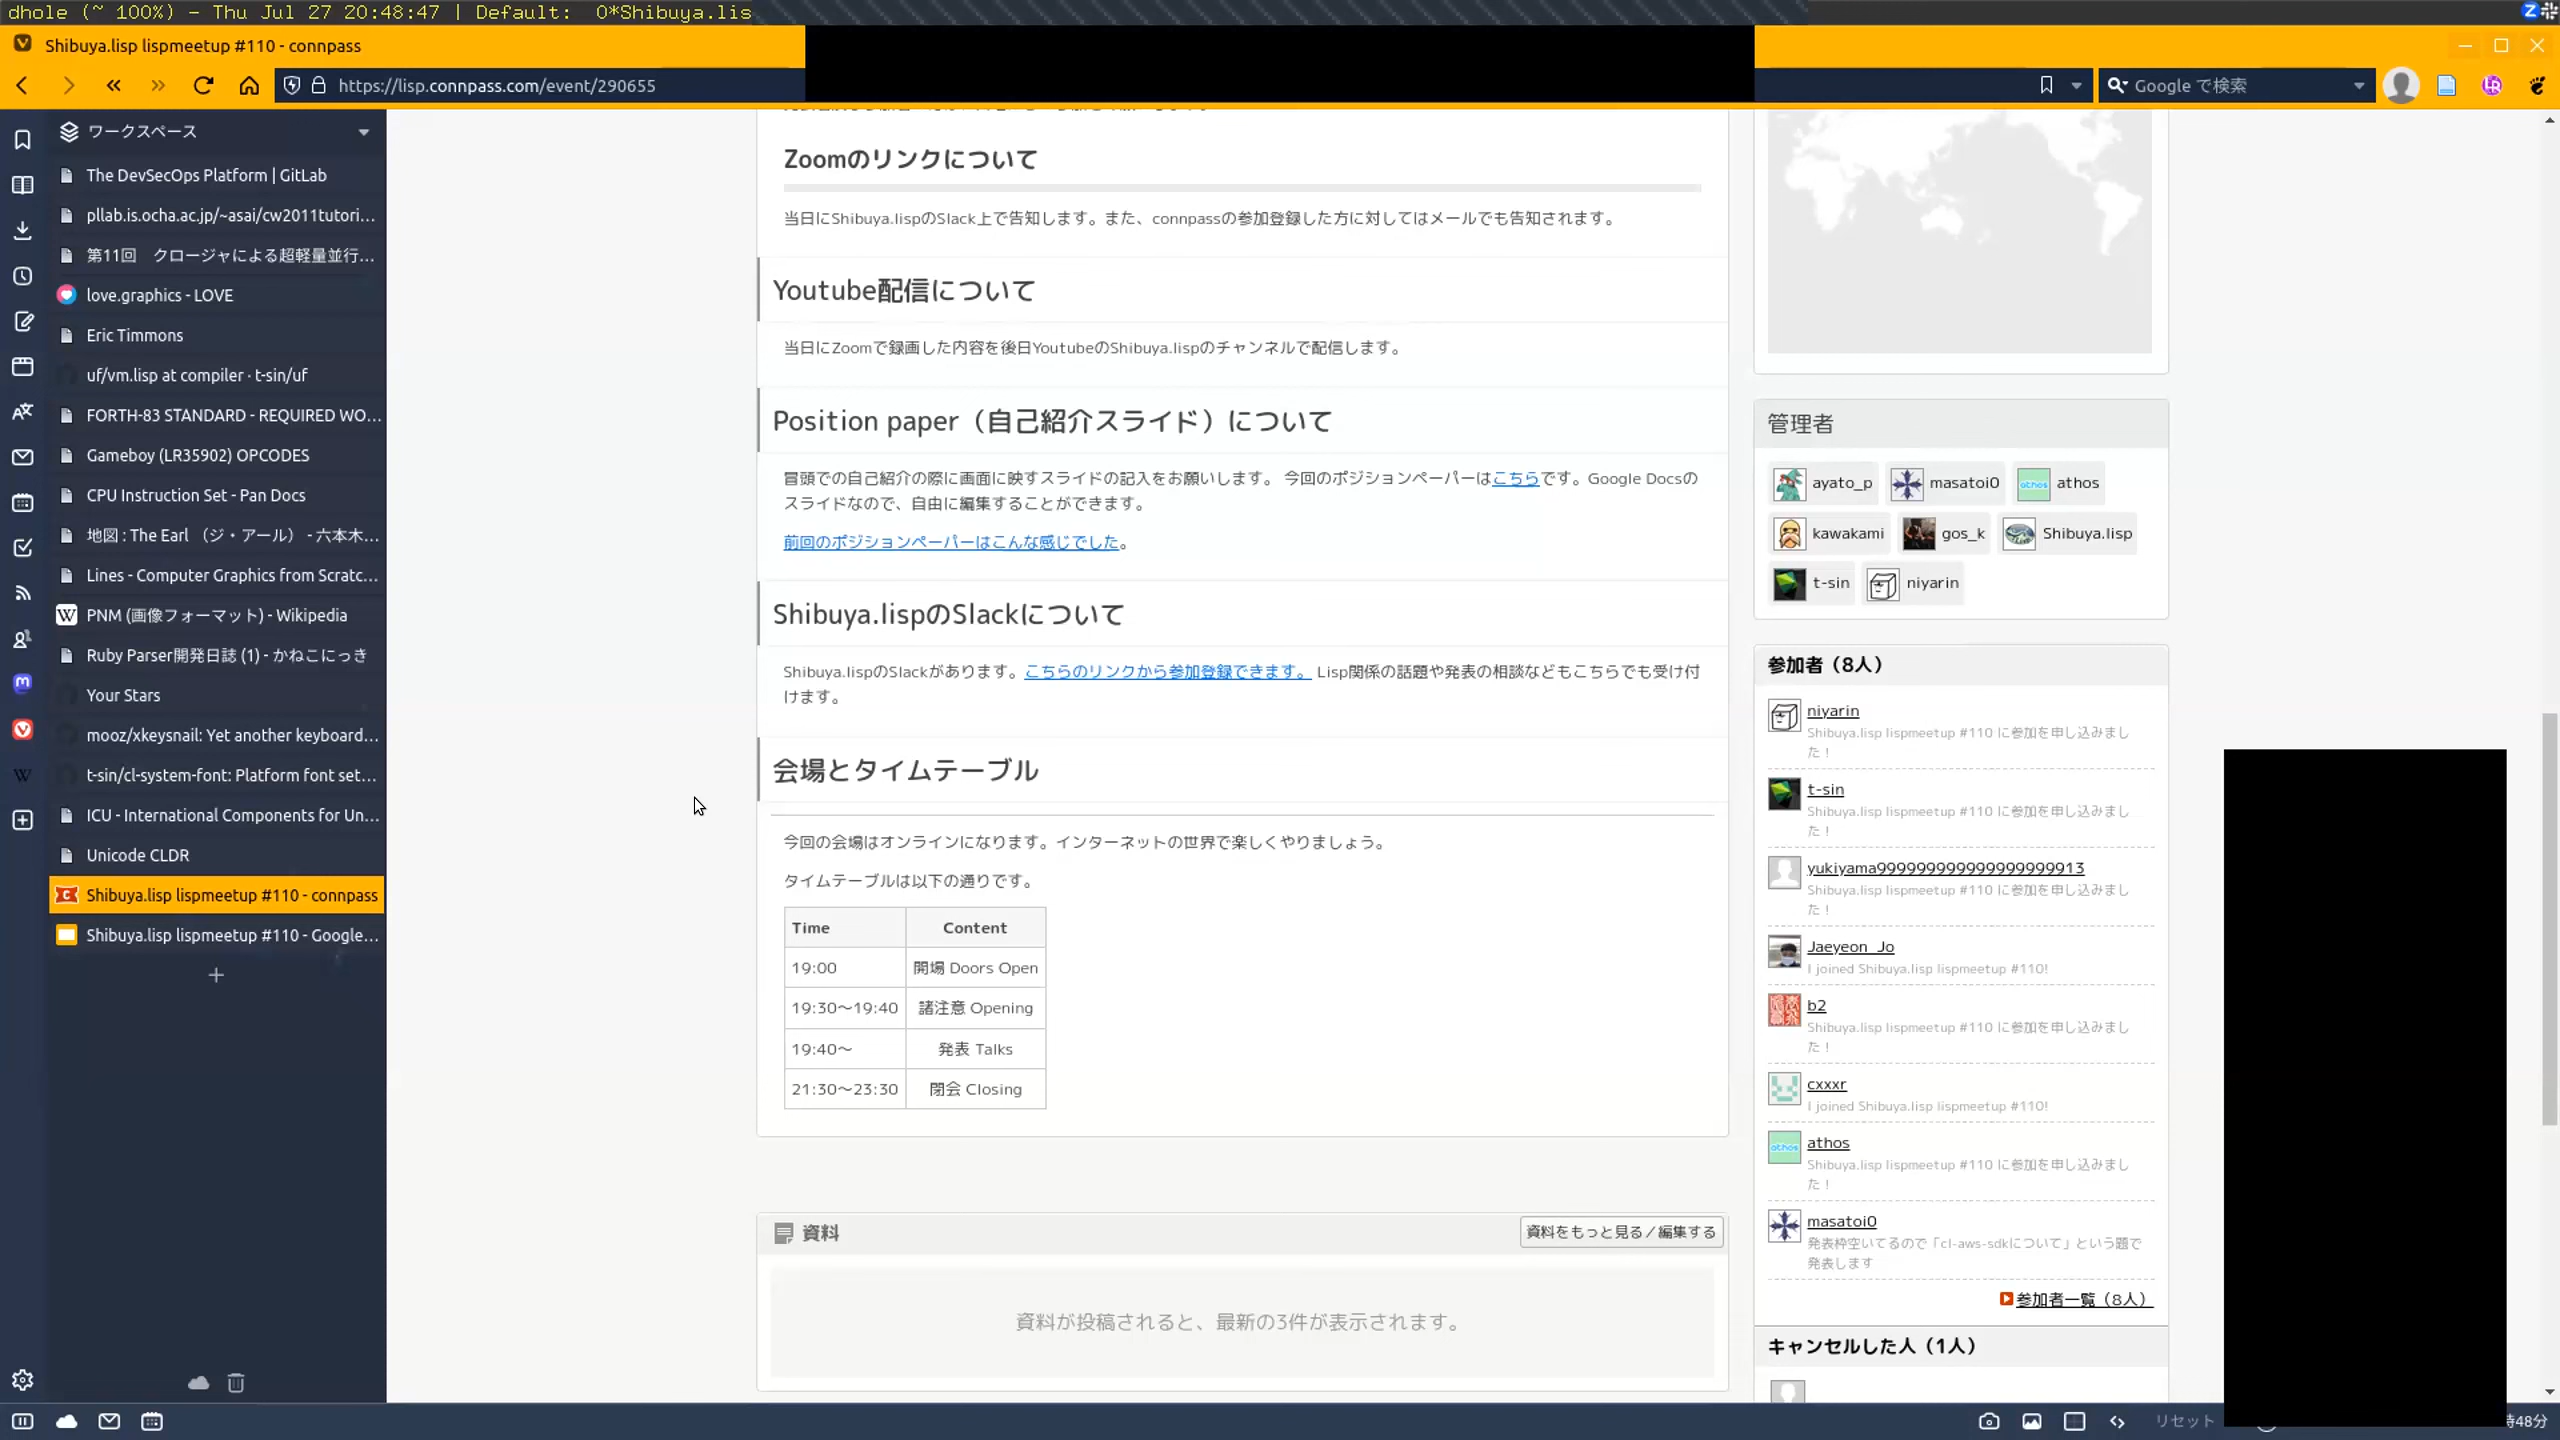 dhole (~ 100%) – Thu Jul 27 20:48:47 | Default:  0*Shibuya.lis
Shibuya.lisp lispmeetup #110 - connpass
https://lisp.connpass.com/event/290655
Google で検索
ワークスペース
The DevSecOps Platform | GitLab
pllab.is.ocha.ac.jp/~asai/cw2011tutori...
第11回　クロージャによる超軽量並行...
love.graphics - LOVE
Eric Timmons
uf/vm.lisp at compiler · t-sin/uf
FORTH-83 STANDARD - REQUIRED WO...
Gameboy (LR35902) OPCODES
CPU Instruction Set - Pan Docs
地図 : The Earl （ジ・アール） - 六本木...
Lines - Computer Graphics from Scratc...
PNM (画像フォーマット) - Wikipedia
Ruby Parser開発日誌 (1) - かねこにっき
Your Stars
mooz/xkeysnail: Yet another keyboard...
t-sin/cl-system-font: Platform font set...
ICU - International Components for Un...
Unicode CLDR
Shibuya.lisp lispmeetup #110 - connpass
Shibuya.lisp lispmeetup #110 - Google...
Zoomのリンクについて
当日にShibuya.lispのSlack上で告知します。また、connpassの参加登録した方に対してはメールでも告知されます。
Youtube配信について
当日にZoomで録画した内容を後日YoutubeのShibuya.lispのチャンネルで配信します。
Position paper（自己紹介スライド）について
冒頭での自己紹介の際に画面に映すスライドの記入をお願いします。 今回のポジションペーパーはこちらです。Google Docsの
スライドなので、自由に編集することができます。
前回のポジションペーパーはこんな感じでした。
Shibuya.lispのSlackについて
Shibuya.lispのSlackがあります。こちらのリンクから参加登録できます。 Lisp関係の話題や発表の相談などもこちらでも受け付
けます。
会場とタイムテーブル
今回の会場はオンラインになります。インターネットの世界で楽しくやりましょう。
タイムテーブルは以下の通りです。
Time Content
19:00 開場 Doors Open
19:30〜19:40 諸注意 Opening
19:40〜 発表 Talks
21:30〜23:30 閉会 Closing
資料
資料をもっと見る／編集する
資料が投稿されると、最新の3件が表示されます。
管理者
ayato_p masatoi0 athos
kawakami gos_k Shibuya.lisp
t-sin niyarin
参加者（8人）
niyarin
Shibuya.lisp lispmeetup #110 に参加を申し込みまし
た！
t-sin
Shibuya.lisp lispmeetup #110 に参加を申し込みまし
た！
yukiyama9999999999999999999913
Shibuya.lisp lispmeetup #110 に参加を申し込みまし
た！
Jaeyeon_Jo
I joined Shibuya.lisp lispmeetup #110!
b2
Shibuya.lisp lispmeetup #110 に参加を申し込みまし
た！
cxxxr
I joined Shibuya.lisp lispmeetup #110!
athos
Shibuya.lisp lispmeetup #110 に参加を申し込みまし
た！
masatoi0
発表枠空いてるので「cl-aws-sdkについて」という題で
発表します
参加者一覧（8人）
キャンセルした人（1人）
リセット
時48分